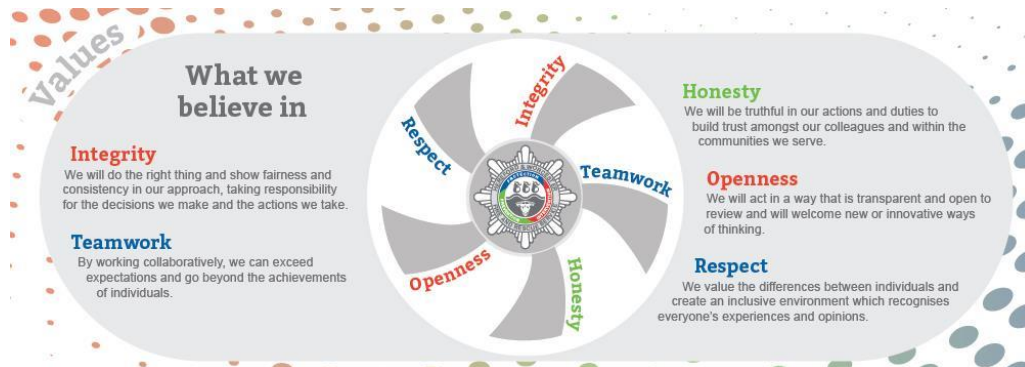 Values
What we
believe in
Integrity
We will do the right thing and show fairness and
consistency in our approach, taking responsibility
for the decisions we make and the actions we take.
Teamwork
By working collaboratively, we can exceed
expectations and go beyond the achievements
of individuals.
Respect
Integrity
Teamwork
Openness
Honesty
Honesty
We will be truthful in our actions and duties to
build trust amongst our colleagues and within the
communities we serve.
Openness
We will act in a way that is transparent and open to
review and will welcome new or innovative ways
of thinking.
Respect
We value the differences between individuals and
create an inclusive environment which recognises
everyone's experiences and opinions.